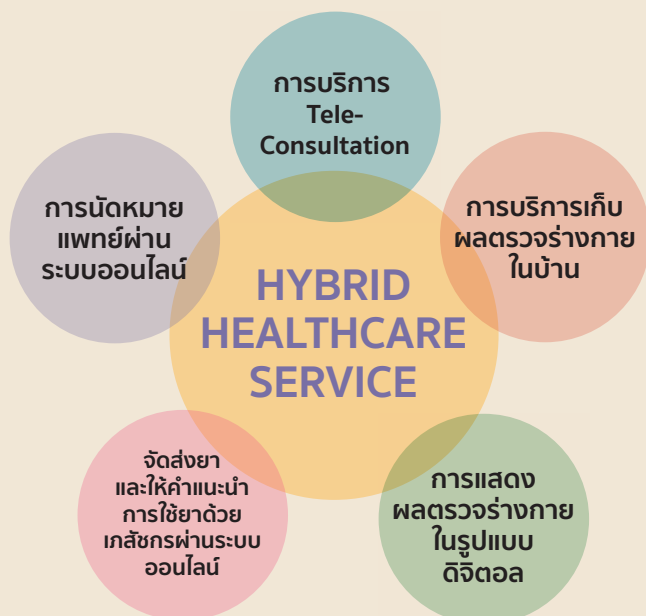 การบริการ
Tele-
Consultation
การนัดหมาย
แพทย์ผ่าน
ระบบออนไลน์
การบริการเก็บ
ผลตรวจร่างกาย
ในบ้าน
HYBRID
HEALTHCARE
SERVICE
จัดส่งยา
และให้คำแนะนำ
การใช้ยาด้วย
เภสัชกรผ่านระบบ
ออนไลน์
การแสดง
ผลตรวจร่างกาย
ในรูปแบบ
ดิจิตอล